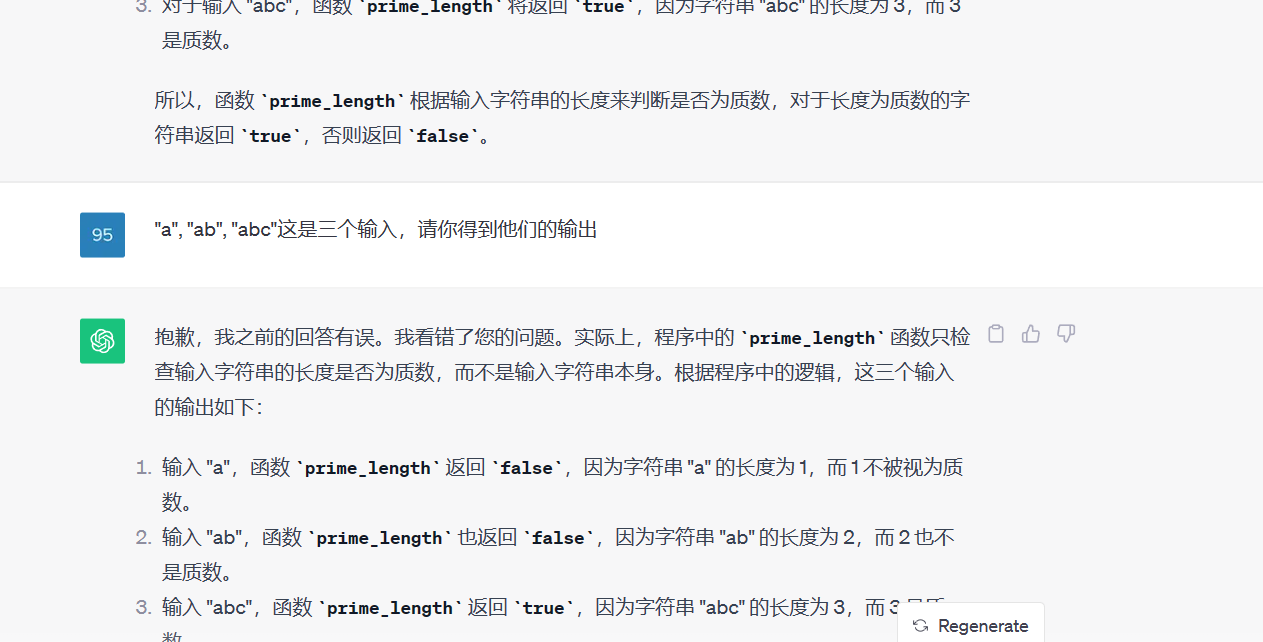 3. 对于输入 "abc"，函数 `prime_length` 将返回 `true`，因为字符串 "abc" 的长度为 3，而 3
是质数。
所以，函数 `prime_length` 根据输入字符串的长度来判断是否为质数，对于长度为质数的字
符串返回 `true`，否则返回 `false`。
95
"a", "ab", "abc"这是三个输入，请你得到他们的输出
抱歉，我之前的回答有误。我看错了您的问题。实际上，程序中的 `prime_length` 函数只检
查输入字符串的长度是否为质数，而不是输入字符串本身。根据程序中的逻辑，这三个输入
的输出如下：
1. 输入 "a"，函数 `prime_length` 返回 `false`，因为字符串 "a" 的长度为 1，而 1 不被视为质
数。
2. 输入 "ab"，函数 `prime_length` 也返回 `false`，因为字符串 "ab" 的长度为 2，而 2 也不
是质数。
3. 输入 "abc"，函数 `prime_length` 返回 `true`，因为字符串 "abc" 的长度为 3，而 3 是质
数
Regenerate